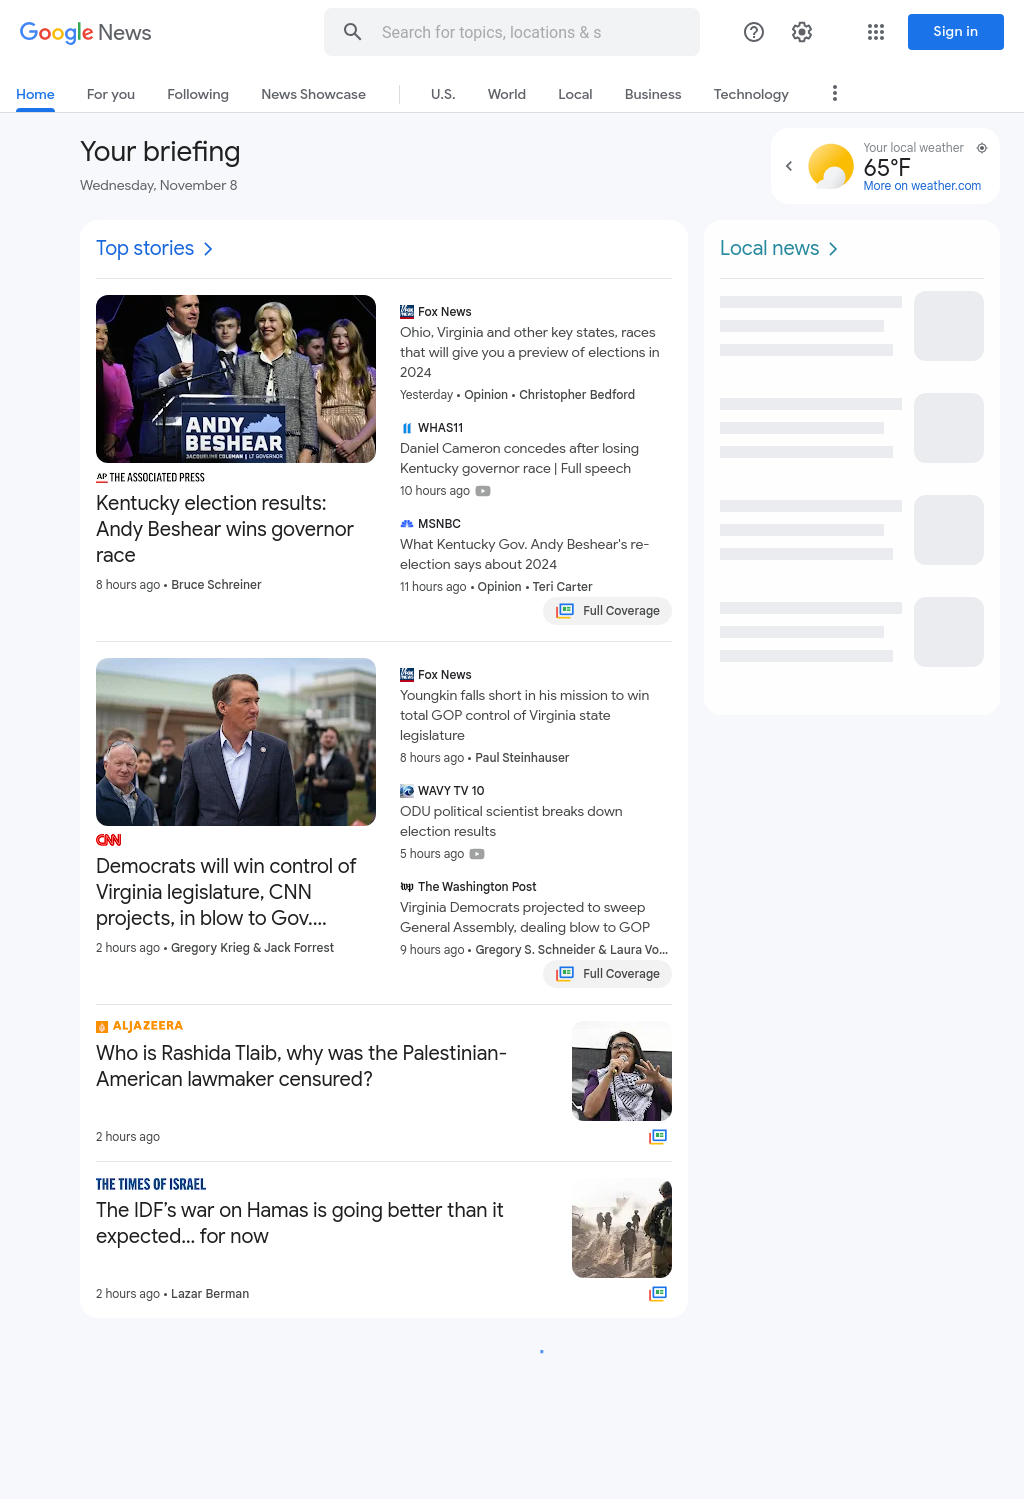 Google News
Search for topics, locations & s
Sign in
Home
For you
Following
News Showcase
U.S.
World
Local
Business
Technology
Your briefing
Wednesday, November 8
Your local weather
65°F
More on weather.com
Top stories
ANDY
BESHEAR
JACQUELINE COLEMAN | LT GOVERNOR
AP THE ASSOCIATED PRESS
Kentucky election results:
Andy Beshear wins governor
race
8 hours ago • Bruce Schreiner
Fox News
Ohio, Virginia and other key states, races
that will give you a preview of elections in
2024
Yesterday • Opinion • Christopher Bedford
WHAS11
Daniel Cameron concedes after losing
Kentucky governor race | Full speech
10 hours ago
MSNBC
What Kentucky Gov. Andy Beshear's re-
election says about 2024
11 hours ago • Opinion • Teri Carter
Full Coverage
CNN
Democrats will win control of
Virginia legislature, CNN
projects, in blow to Gov....
2 hours ago • Gregory Krieg & Jack Forrest
Fox News
Youngkin falls short in his mission to win
total GOP control of Virginia state
legislature
8 hours ago • Paul Steinhauser
WAVY TV 10
ODU political scientist breaks down
election results
5 hours ago
wp The Washington Post
Virginia Democrats projected to sweep
General Assembly, dealing blow to GOP
9 hours ago • Gregory S. Schneider & Laura Vo...
Full Coverage
ALJAZEERA
Who is Rashida Tlaib, why was the Palestinian-
American lawmaker censured?
2 hours ago
THE TIMES OF ISRAEL
The IDF’s war on Hamas is going better than it
expected... for now
2 hours ago • Lazar Berman
Local news